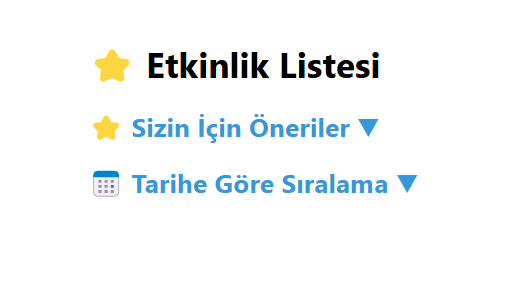 Etkinlik Listesi
Sizin İçin Öneriler ▼
Tarihe Göre Sıralama ▼